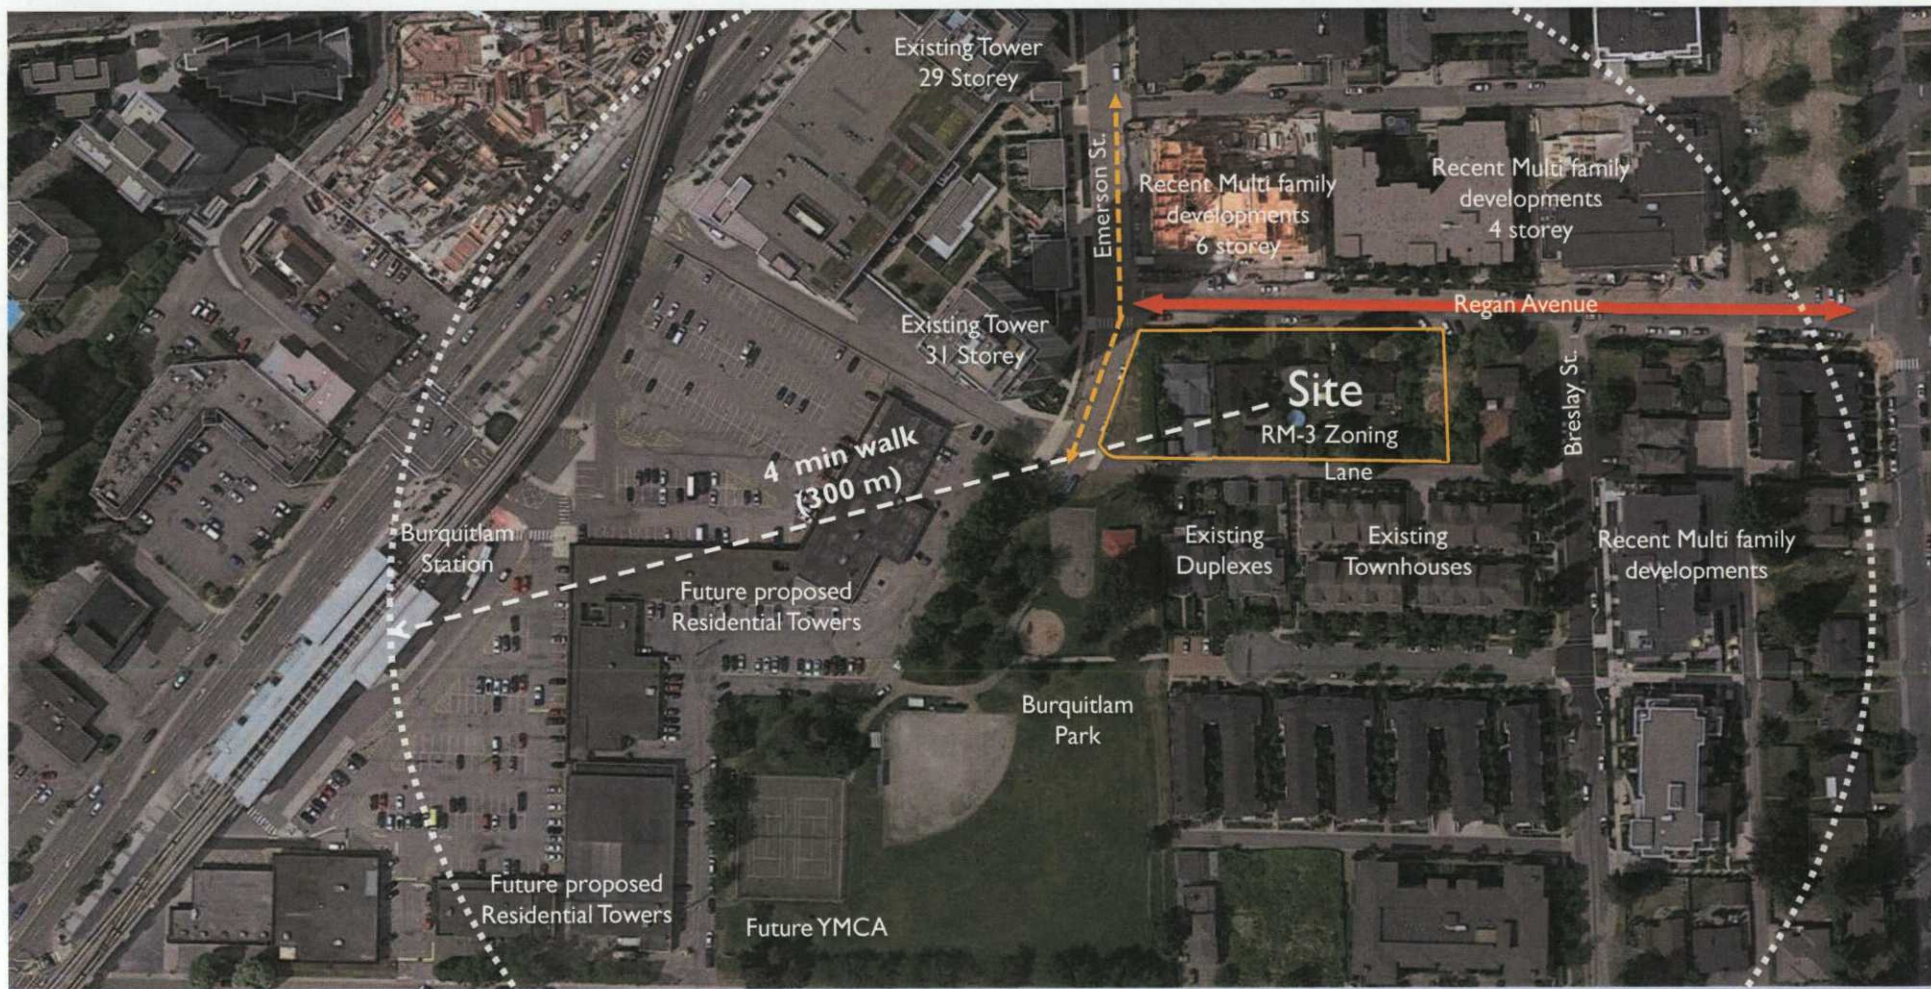 Existing Tower
29 Storey
Emerson St.
Recent Multi family
developments
6 storey
Recent Multi family
developments
4 storey
Regan Avenue
Existing Tower
31 Storey
Site
RM-3 Zoning
Lane
Breslay St.
4 min walk
(300 m)
Burquitlam
Station
Existing
Duplexes
Existing
Townhouses
Recent Multi family
developments
Future proposed
Residential Towers
Burquitlam
Park
Future proposed
Residential Towers
Future YMCA